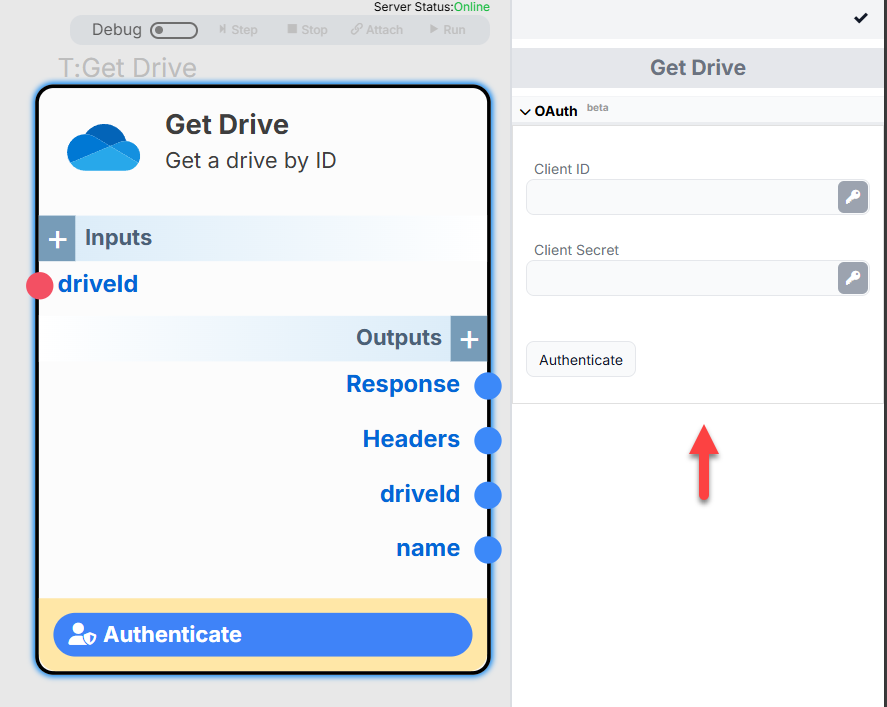 Server Status:Online
Debug Step Stop Attach Run
T:Get Drive
Get Drive
Get a drive by ID
Inputs
driveId
Outputs
Response
Headers
driveId
name
Authenticate
Get Drive
OAuth beta
Client ID
Client Secret
Authenticate